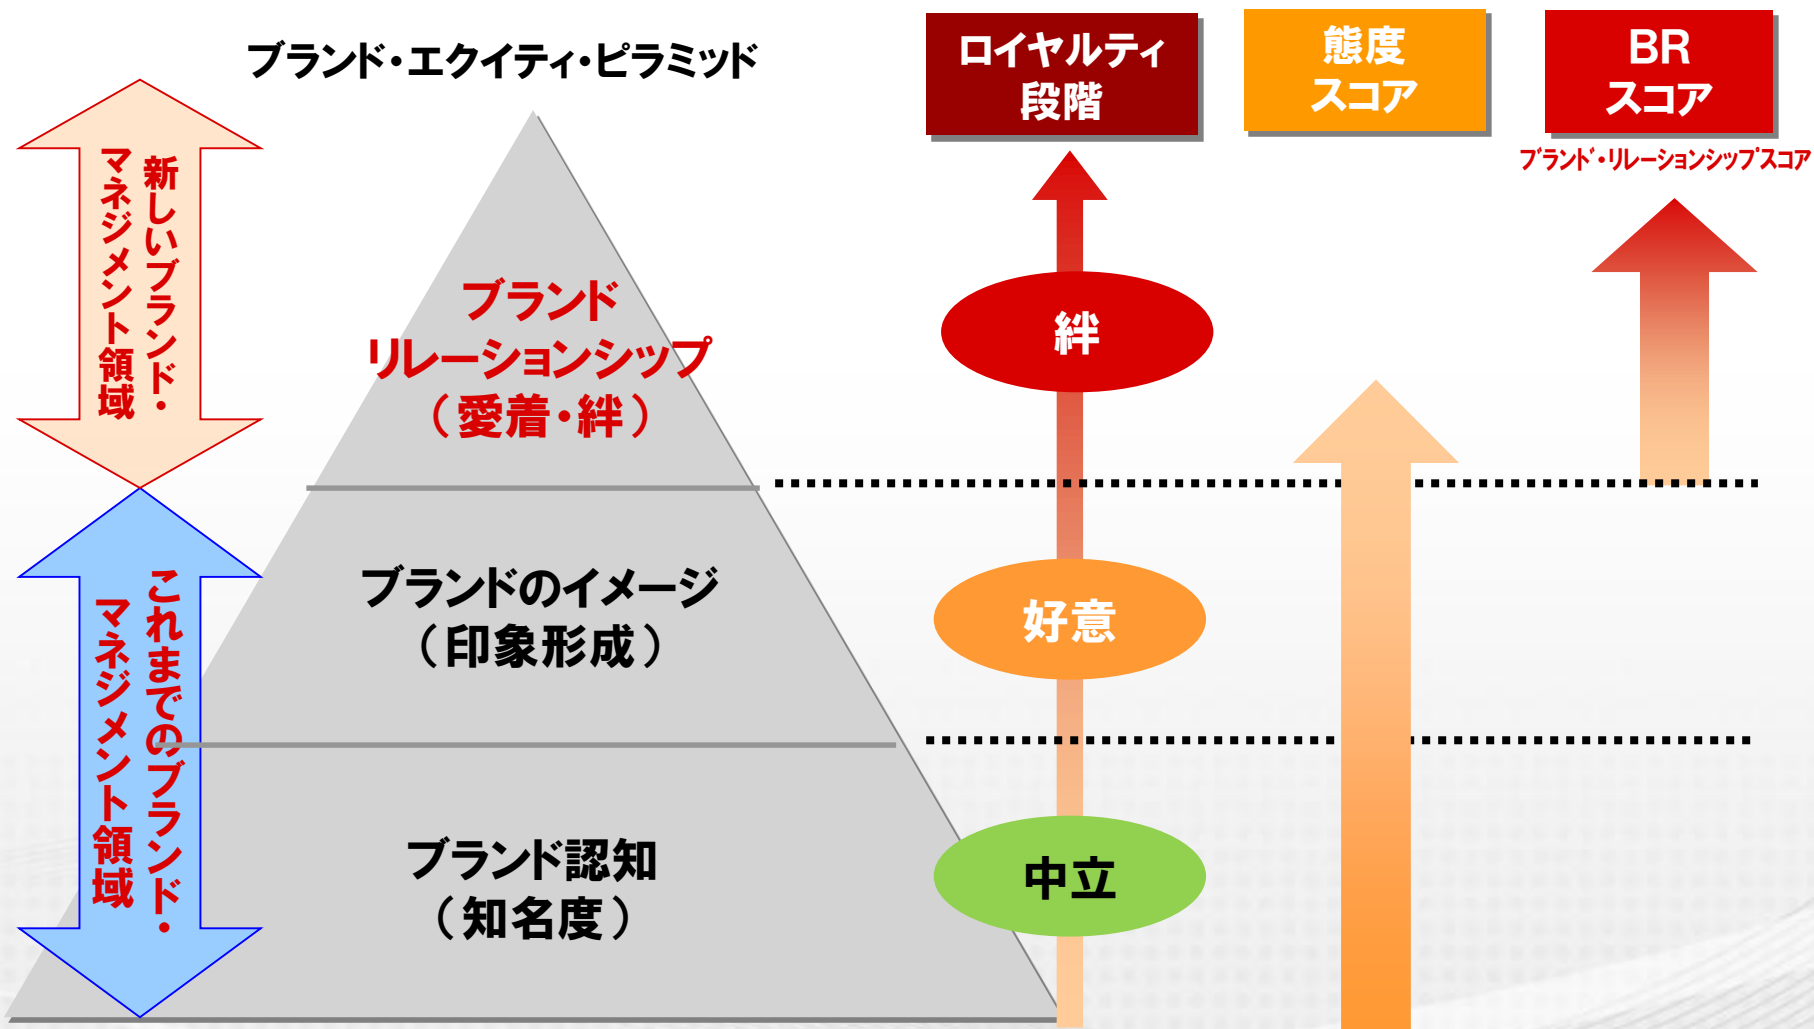 ブランド・エクイティ・ピラミッド
ロイヤルティ
段階
態度
スコア
BR
スコア
ブランド・リレーションシップスコア
新しいブランド・
マネジメント領域
ブランド
リレーションシップ
（愛着・絆）
絆
これまでのブランド・
マネジメント領域
ブランドのイメージ
（印象形成）
好意
ブランド認知
（知名度）
中立